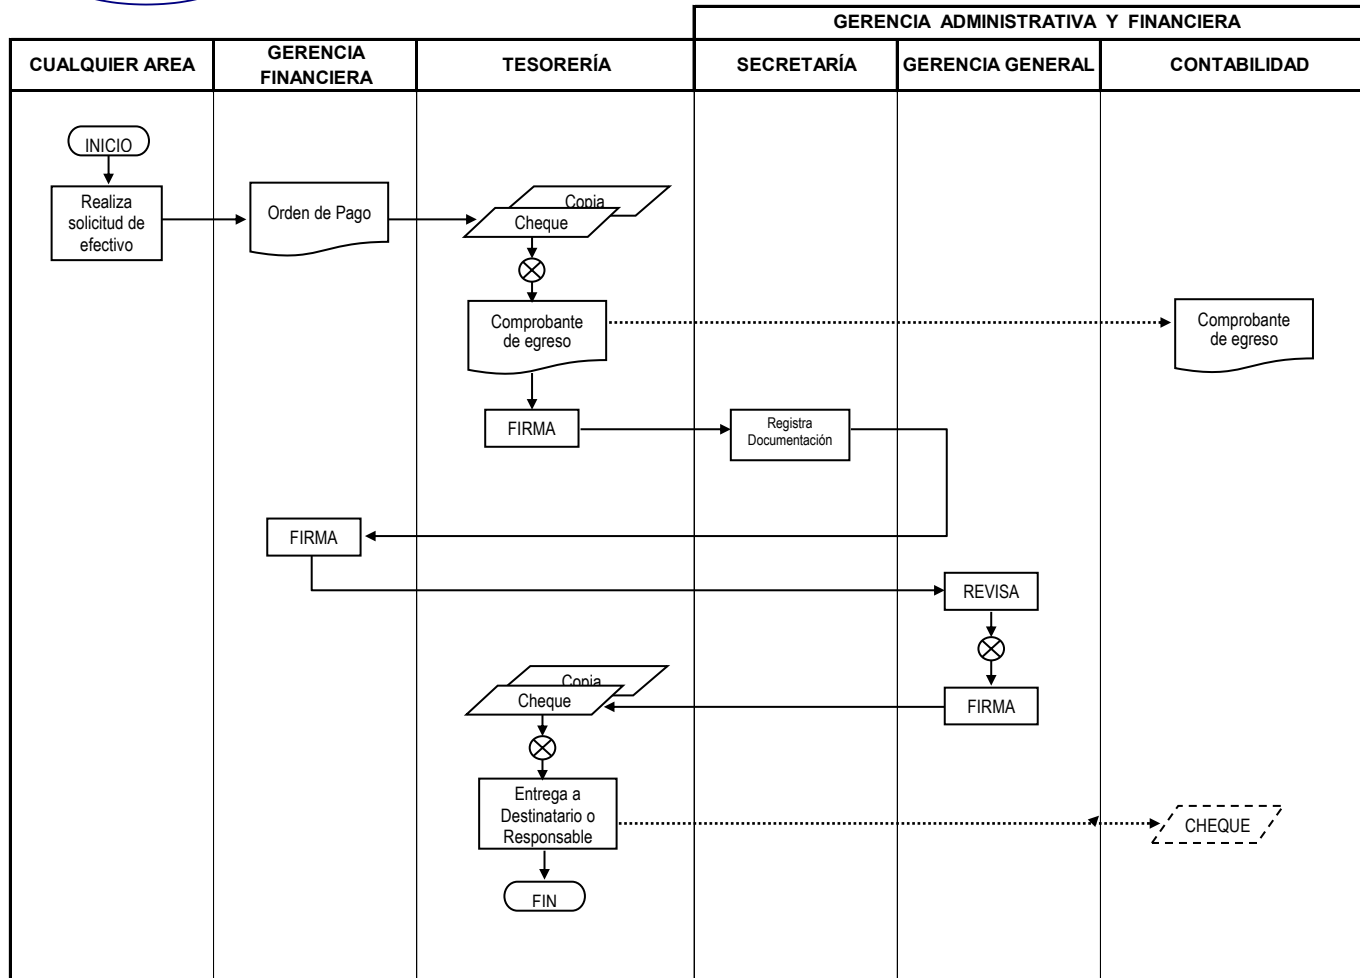 GERENCIA ADMINISTRATIVA Y FINANCIERA
CUALQUIER AREA
GERENCIA
FINANCIERA
TESORERÍA
SECRETARÍA
GERENCIA GENERAL
CONTABILIDAD
INICIO
Realiza
solicitud de
efectivo
Orden de Pago
Copia
Cheque
Comprobante
de egreso
Comprobante
de egreso
FIRMA
Registra
Documentación
FIRMA
REVISA
FIRMA
Copia
Cheque
Entrega a
Destinatario o
Responsable
CHEQUE
FIN